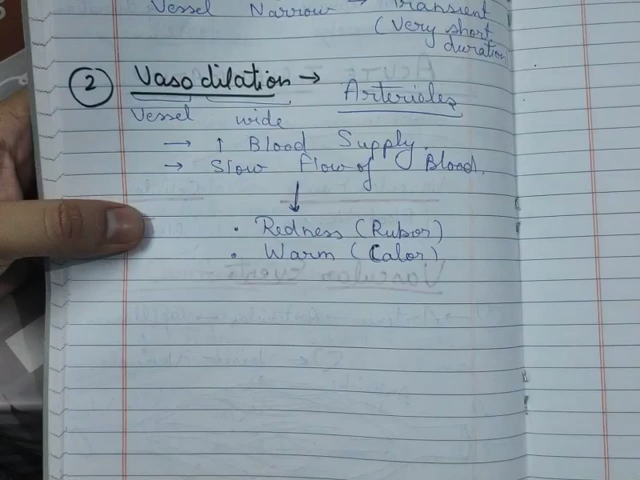 Vessel Narrow → Transient
(Very short
duration
② Vasodilation → Arterioles
Vessel wide
→ ↑ Blood Supply.
→ Slow flow of Blood.
↓
• Redness (Rubor)
• Warm (Calor)